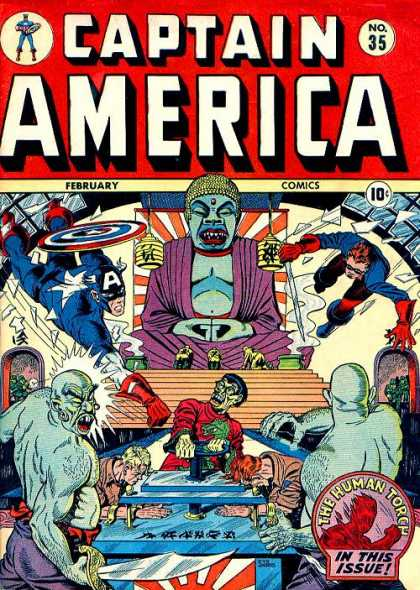 CAPTAIN
NO.
35
AMERICA
FEBRUARY
COMICS
10¢
A
THE HUMAN TORCH
IN THIS
ISSUE!